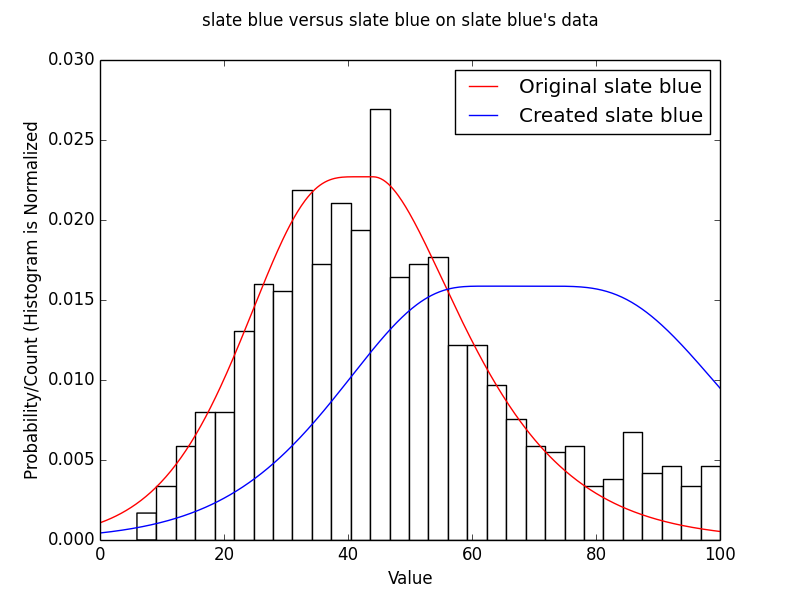 slate blue versus slate blue on slate blue's data
0.030
0.025
0.020
0.015
0.010
0.005
0.000
Probability/Count (Histogram is Normalized
Original slate blue
Created slate blue
0 20 40 60 80 100
Value